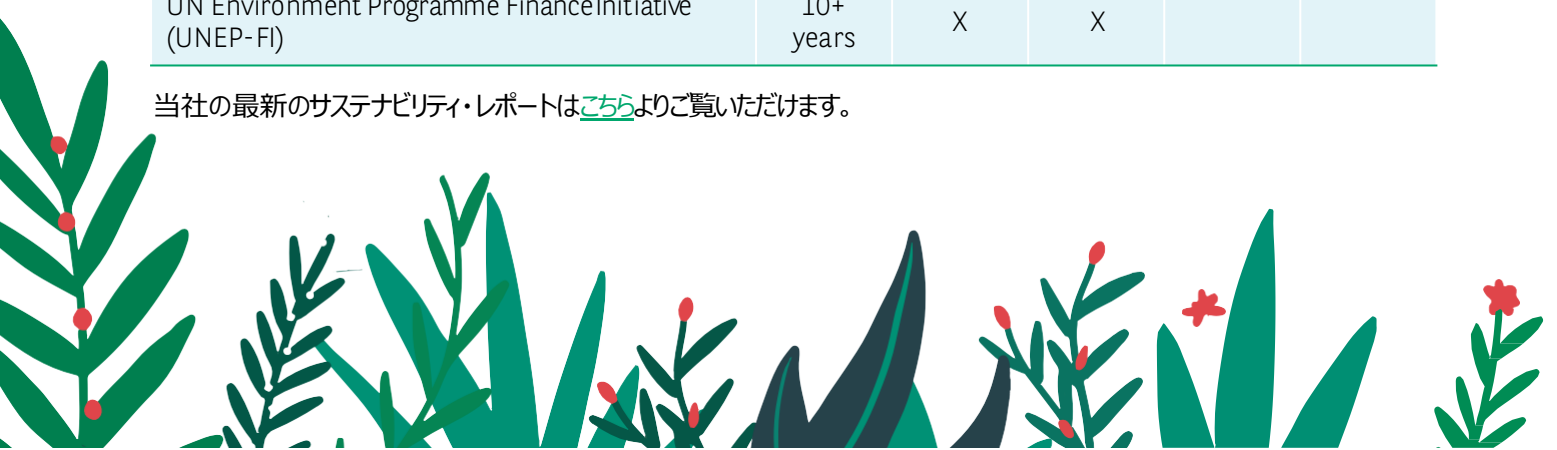 UN Environment Programme Finance Initiative
(UNEP-FI)
10+
years
X
X
当社の最新のサステナビリティ・レポートはこちらよりご覧いただけます。